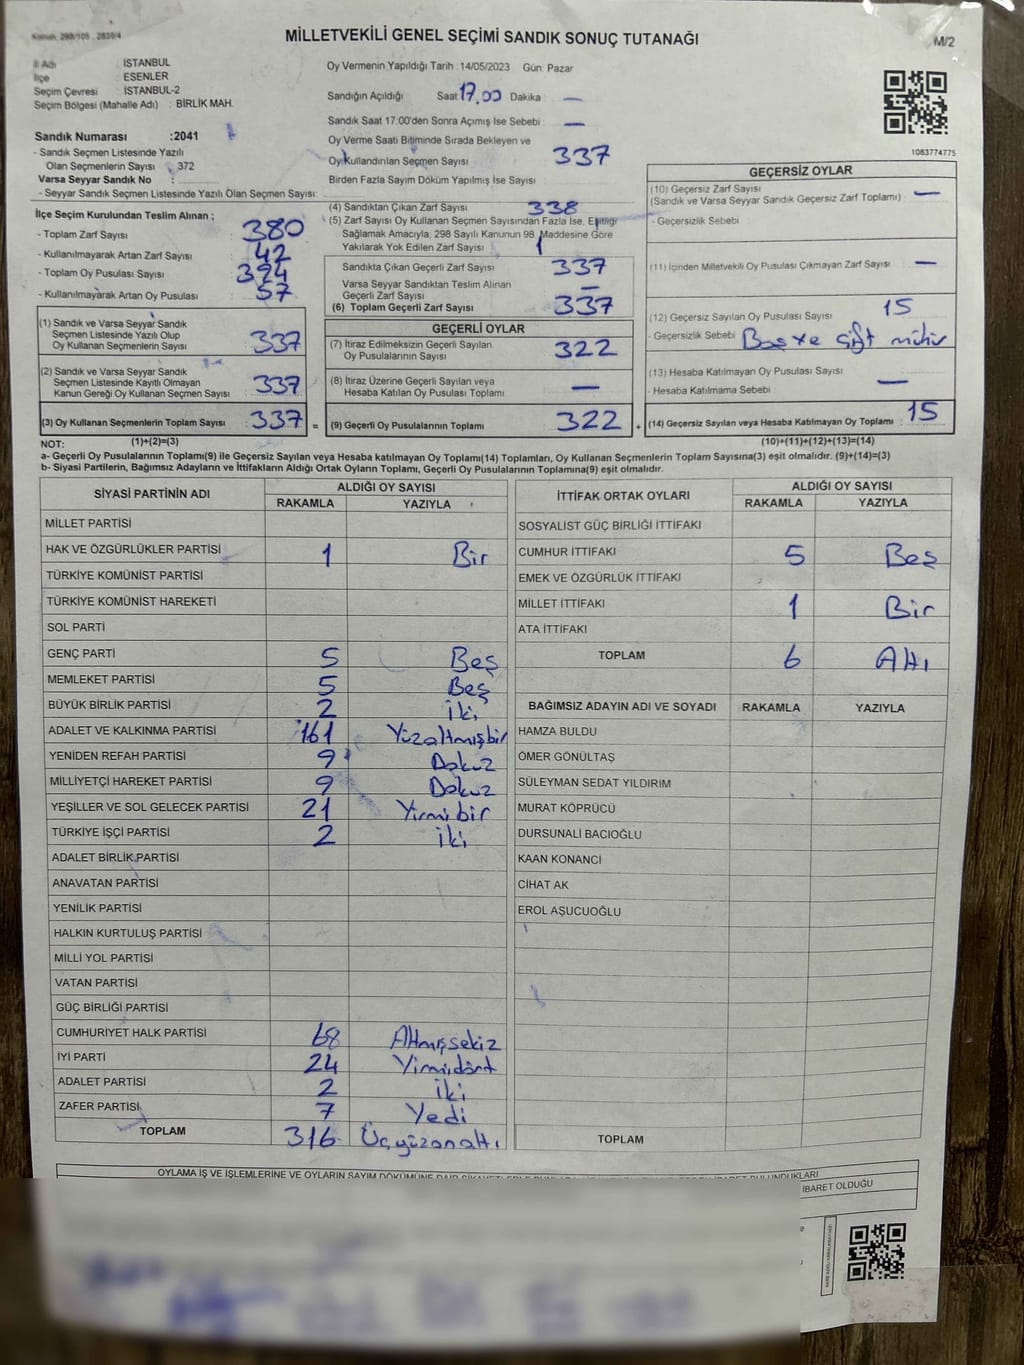 Kanun: 298/105 - 2839/4
MİLLETVEKİLİ GENEL SEÇİMİ SANDIK SONUÇ TUTANAĞI
M/2
İl Adı : İSTANBUL
İlçe : ESENLER
Seçim Çevresi : İSTANBUL-2
Seçim Bölgesi (Mahalle Adı) : BİRLİK MAH.
Sandık Numarası :2041
- Sandık Seçmen Listesinde Yazılı
Olan Seçmenlerin Sayısı : 372
Varsa Seyyar Sandık No :
- Seyyar Sandık Seçmen Listesinde Yazılı Olan Seçmen Sayısı:
İlçe Seçim Kurulundan Teslim Alınan ;
- Toplam Zarf Sayısı : 380
- Kullanılmayarak Artan Zarf Sayısı : 42
- Toplam Oy Pusulası Sayısı : 394
- Kullanılmayarak Artan Oy Pusulası : 57
(1) Sandık ve Varsa Seyyar Sandık
Seçmen Listesinde Yazılı Olup
Oy Kullanan Seçmenlerin Sayısı : 337
(2) Sandık ve Varsa Seyyar Sandık
Seçmen Listesinde Kayıtlı Olmayan
Kanun Gereği Oy Kullanan Seçmen Sayısı : 337
(3) Oy Kullanan Seçmenlerin Toplam Sayısı : 337 =
Oy Vermenin Yapıldığı Tarih : 14/05/2023 Gün: Pazar
Sandığın Açıldığı Saat 17.00 Dakika : —
Sandık Saat 17:00'den Sonra Açımış İse Sebebi : —
Oy Verme Saati Bitiminde Sırada Bekleyen ve
Oy Kullandırılan Seçmen Sayısı : 337
Birden Fazla Sayım Döküm Yapılmış İse Sayısı :
(4) Sandıktan Çıkan Zarf Sayısı : 338
(5) Zarf Sayısı Oy Kullanan Seçmen Sayısından Fazla İse, Eşitliği
Sağlamak Amacıyla; 298 Sayılı Kanunun 98. Maddesine Göre
Yakılarak Yok Edilen Zarf Sayısı : 1
Sandıkta Çıkan Geçerli Zarf Sayısı : 337
Varsa Seyyar Sandıktan Teslim Alınan
Geçerli Zarf Sayısı : —
(6) Toplam Geçerli Zarf Sayısı : 337
GEÇERLİ OYLAR
(7) İtiraz Edilmeksizin Geçerli Sayılan
Oy Pusulalarının Sayısı : 322
(8) İtiraz Üzerine Geçerli Sayılan veya
Hesaba Katılan Oy Pusulası Toplamı : —
(9) Geçerli Oy Pusulalarının Toplamı : 322 +
1083774775
GEÇERSİZ OYLAR
(10) Geçersiz Zarf Sayısı
(Sandık ve Varsa Seyyar Sandık Geçersiz Zarf Toplamı) : —
- Geçersizlik Sebebi :
(11) İçinden Milletvekili Oy Pusulası Çıkmayan Zarf Sayısı : —
(12) Geçersiz Sayılan Oy Pusulası Sayısı : 15
- Geçersizlik Sebebi : Boş ve çift mühür
(13) Hesaba Katılmayan Oy Pusulası Sayısı : —
- Hesaba Katılmama Sebebi :
(14) Geçersiz Sayılan veya Hesaba Katılmayan Oy Toplamı : 15
NOT: (1)+(2)=(3) (10)+(11)+(12)+(13)=(14)
a- Geçerli Oy Pusulalarının Toplamı(9) ile Geçersiz Sayılan veya Hesaba katılmayan Oy Toplamı(14) Toplamları, Oy Kullanan Seçmenlerin Toplam Sayısına(3) eşit olmalıdır. (9)+(14)=(3)
b- Siyasi Partilerin, Bağımsız Adayların ve İttifakların Aldığı Ortak Oyların Toplamı, Geçerli Oy Pusulalarının Toplamına(9) eşit olmalıdır.
SİYASİ PARTİNİN ADI ALDIĞI OY SAYISI
RAKAMLA YAZIYLA
MİLLET PARTİSİ
HAK VE ÖZGÜRLÜKLER PARTİSİ 1 Bir
TÜRKİYE KOMÜNİST PARTİSİ
TÜRKİYE KOMÜNİST HAREKETİ
SOL PARTİ
GENÇ PARTİ 5 Beş
MEMLEKET PARTİSİ 5 Beş
BÜYÜK BİRLİK PARTİSİ 2 İki
ADALET VE KALKINMA PARTİSİ 161 Yüzaltmışbir
YENİDEN REFAH PARTİSİ 9 Dokuz
MİLLİYETÇİ HAREKET PARTİSİ 9 Dokuz
YEŞİLLER VE SOL GELECEK PARTİSİ 21 Yirmibir
TÜRKİYE İŞÇİ PARTİSİ 2 İki
ADALET BİRLİK PARTİSİ
ANAVATAN PARTİSİ
YENİLİK PARTİSİ
HALKIN KURTULUŞ PARTİSİ
MİLLİ YOL PARTİSİ
VATAN PARTİSİ
GÜÇ BİRLİĞİ PARTİSİ
CUMHURİYET HALK PARTİSİ 68 Altmışsekiz
İYİ PARTİ 24 Yirmidört
ADALET PARTİSİ 2 İki
ZAFER PARTİSİ 7 Yedi
TOPLAM 316 Üçyüzonaltı
İTTİFAK ORTAK OYLARI ALDIĞI OY SAYISI
RAKAMLA YAZIYLA
SOSYALİST GÜÇ BİRLİĞİ İTTİFAKI
CUMHUR İTTİFAKI 5 Beş
EMEK VE ÖZGÜRLÜK İTTİFAKI
MİLLET İTTİFAKI 1 Bir
ATA İTTİFAKI
TOPLAM 6 Altı
BAĞIMSIZ ADAYIN ADI VE SOYADI RAKAMLA YAZIYLA
HAMZA BULDU
ÖMER GÖNÜLTAŞ
SÜLEYMAN SEDAT YILDIRIM
MURAT KÖPRÜCÜ
DURSUNALİ BACIOĞLU
KAAN KONANCI
CİHAT AK
EROL AŞUCUOĞLU
TOPLAM
OYLAMA İŞ VE İŞLEMLERİNE VE OYLARIN SAYIM DÖKÜMÜNE DAİR
İBARET OLDUĞU